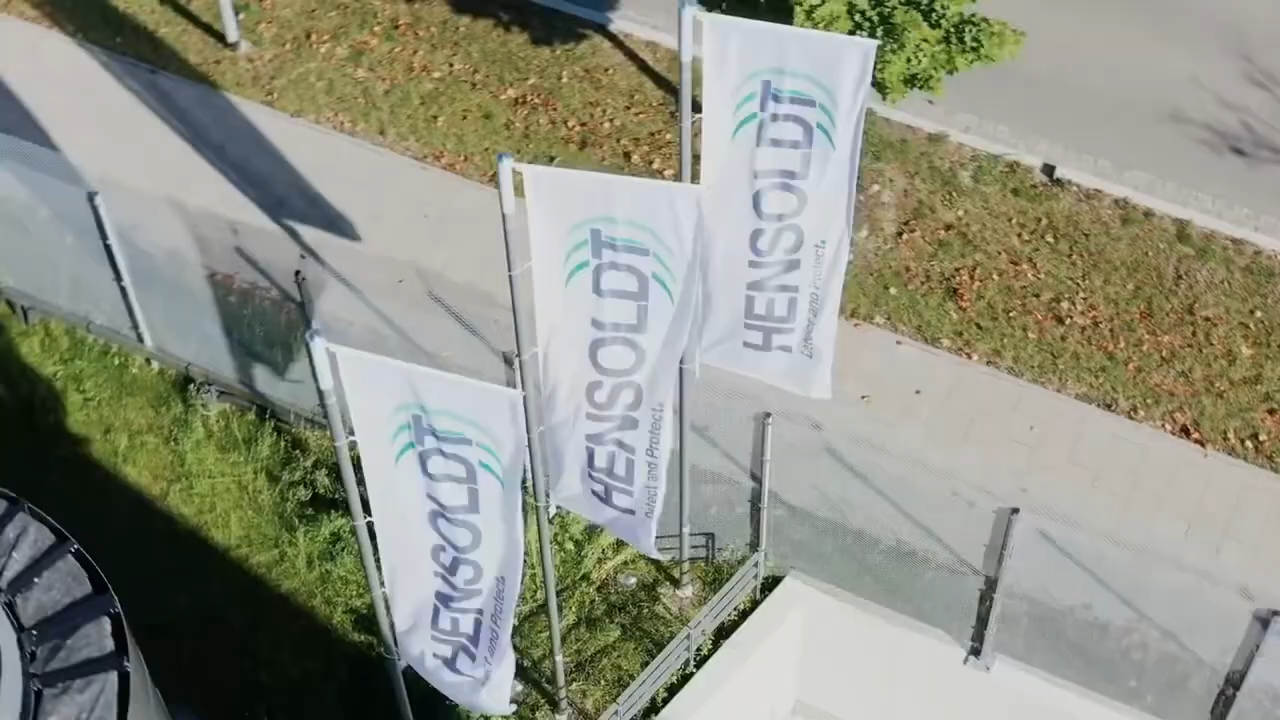 HENSOLDT
Detect and Protect.
HENSOLDT
Detect and Protect.
HENSOLDT
and Protect.